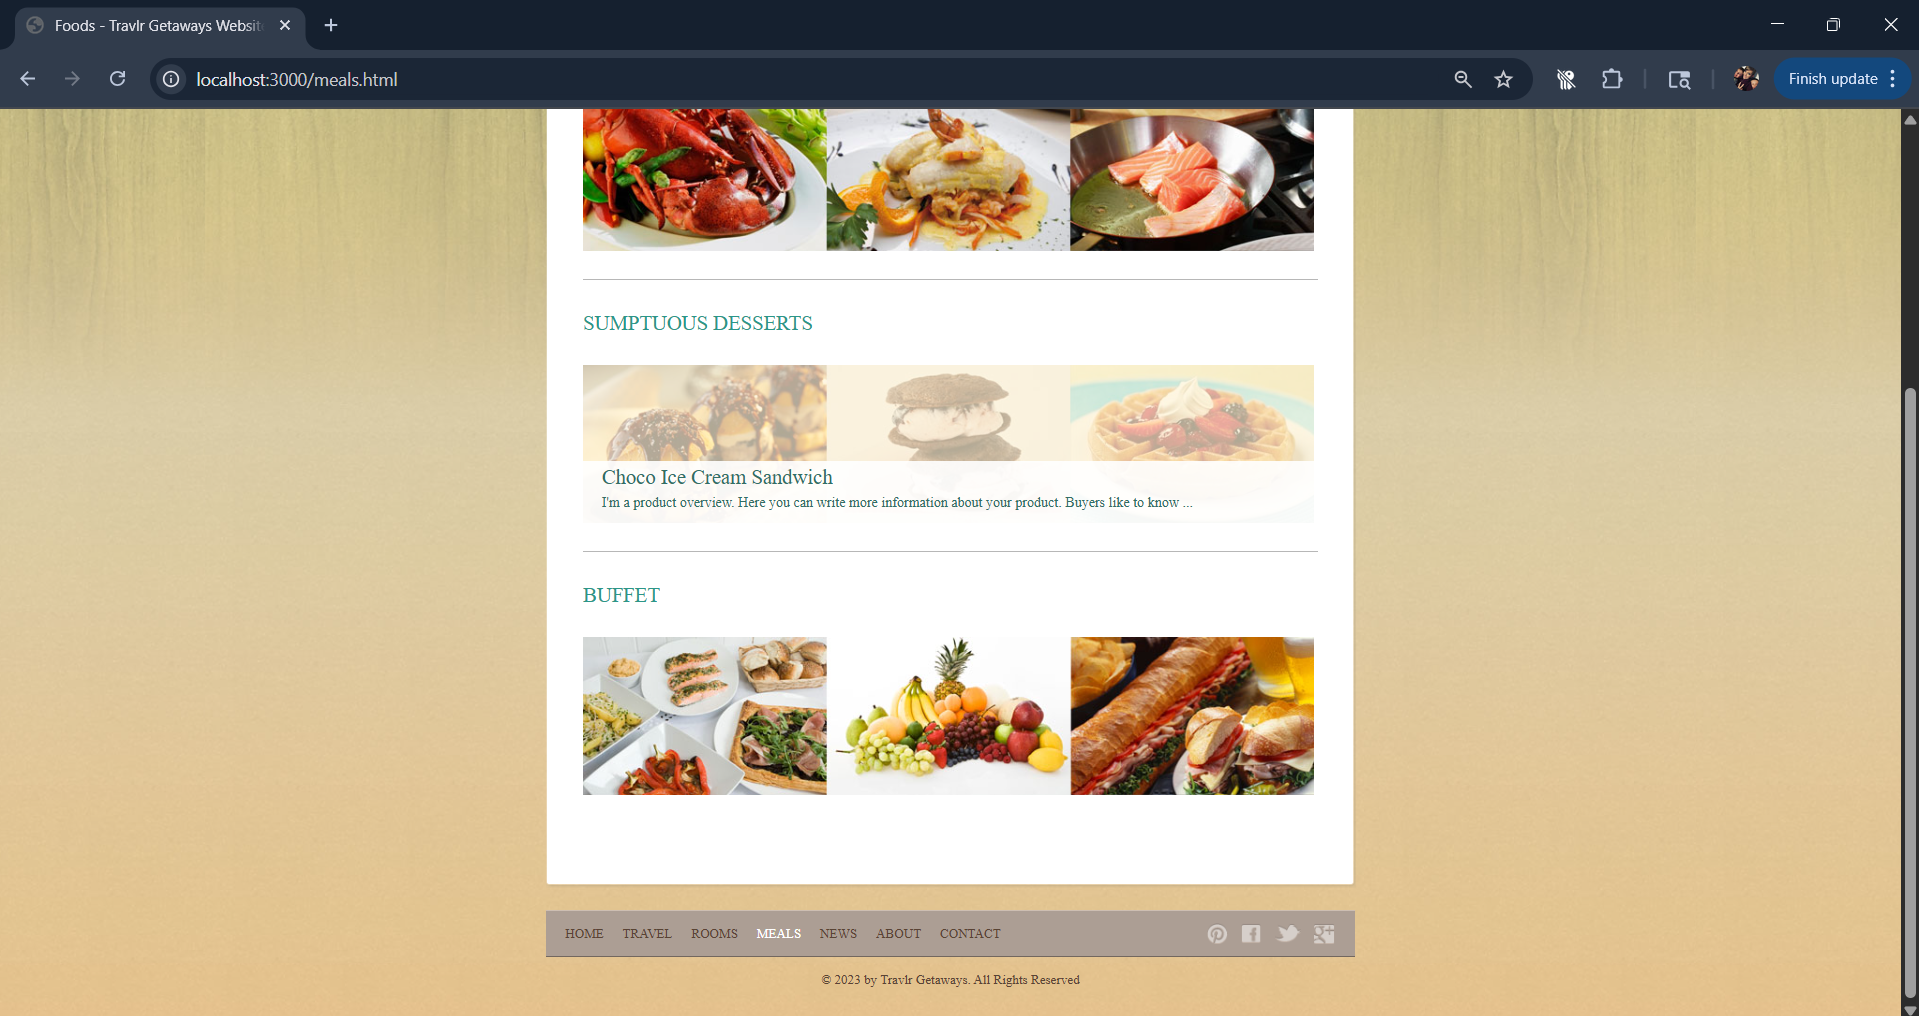 Foods - Travlr Getaways Websit
localhost:3000/meals.html
Finish update
SUMPTUOUS DESSERTS
Choco Ice Cream Sandwich
I'm a product overview. Here you can write more information about your product. Buyers like to know ...
BUFFET
HOME TRAVEL ROOMS MEALS NEWS ABOUT CONTACT
© 2023 by Travlr Getaways. All Rights Reserved